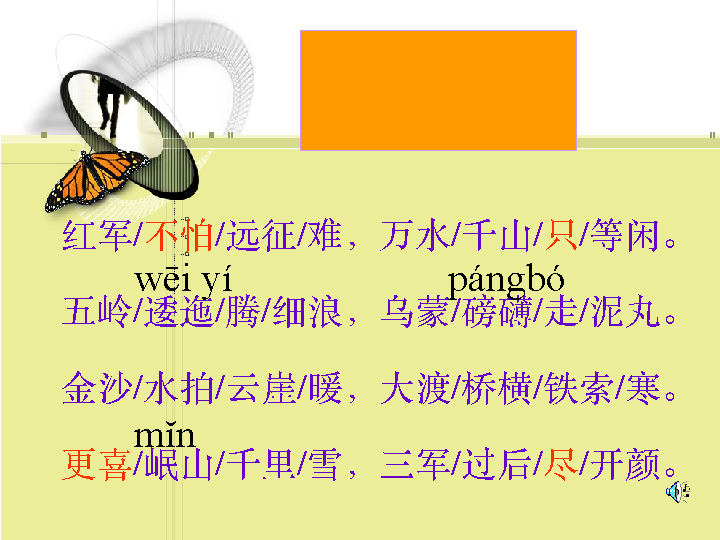 红军/不怕/远征/难，万水/千山/只/等闲。
wēi yí pángbó
五岭/逶迤/腾/细浪，乌蒙/磅礴/走/泥丸。
金沙/水拍/云崖/暖，大渡/桥横/铁索/寒。
mǐn
更喜/岷山/千里/雪，三军/过后/尽/开颜。